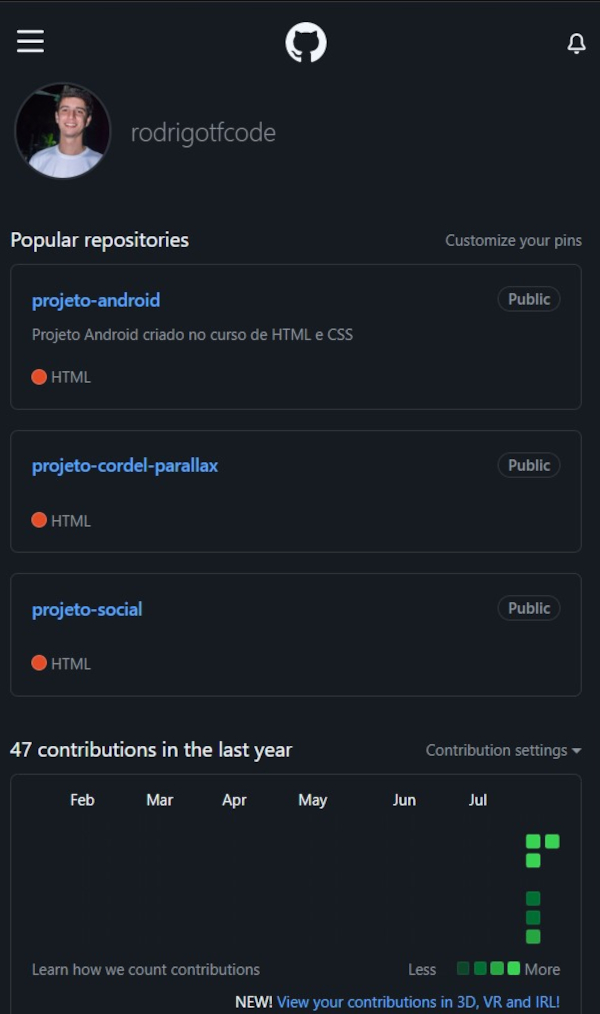 rodrigotfcode
Popular repositories Customize your pins
projeto-android Public
Projeto Android criado no curso de HTML e CSS
HTML
projeto-cordel-parallax Public
HTML
projeto-social Public
HTML
47 contributions in the last year Contribution settings
Feb Mar Apr May Jun Jul
Learn how we count contributions Less More
NEW! View your contributions in 3D, VR and IRL!